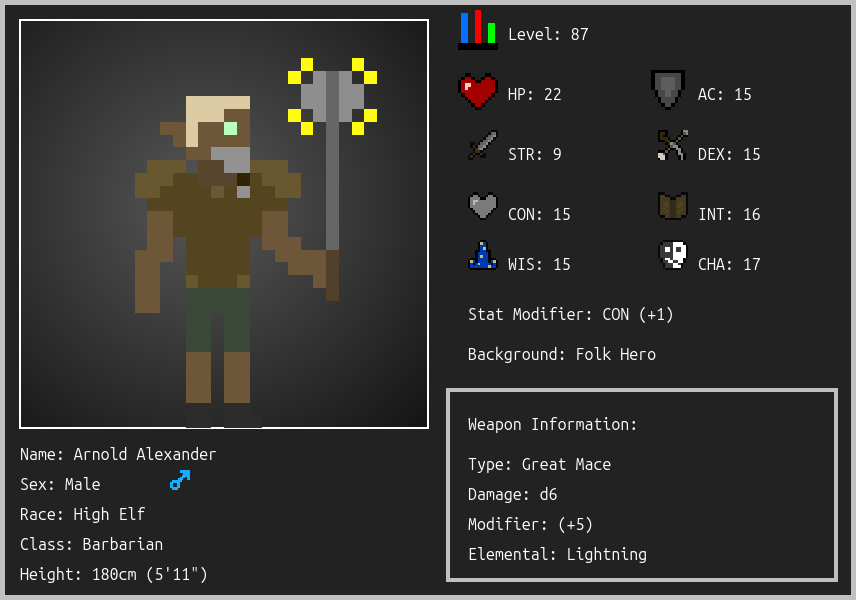 Level: 87
HP: 22
AC: 15
STR: 9
DEX: 15
CON: 15
INT: 16
WIS: 15
CHA: 17
Stat Modifier: CON (+1)
Background: Folk Hero
Weapon Information:
Type: Great Mace
Damage: d6
Modifier: (+5)
Elemental: Lightning
Name: Arnold Alexander
Sex: Male
Race: High Elf
Class: Barbarian
Height: 180cm (5'11")